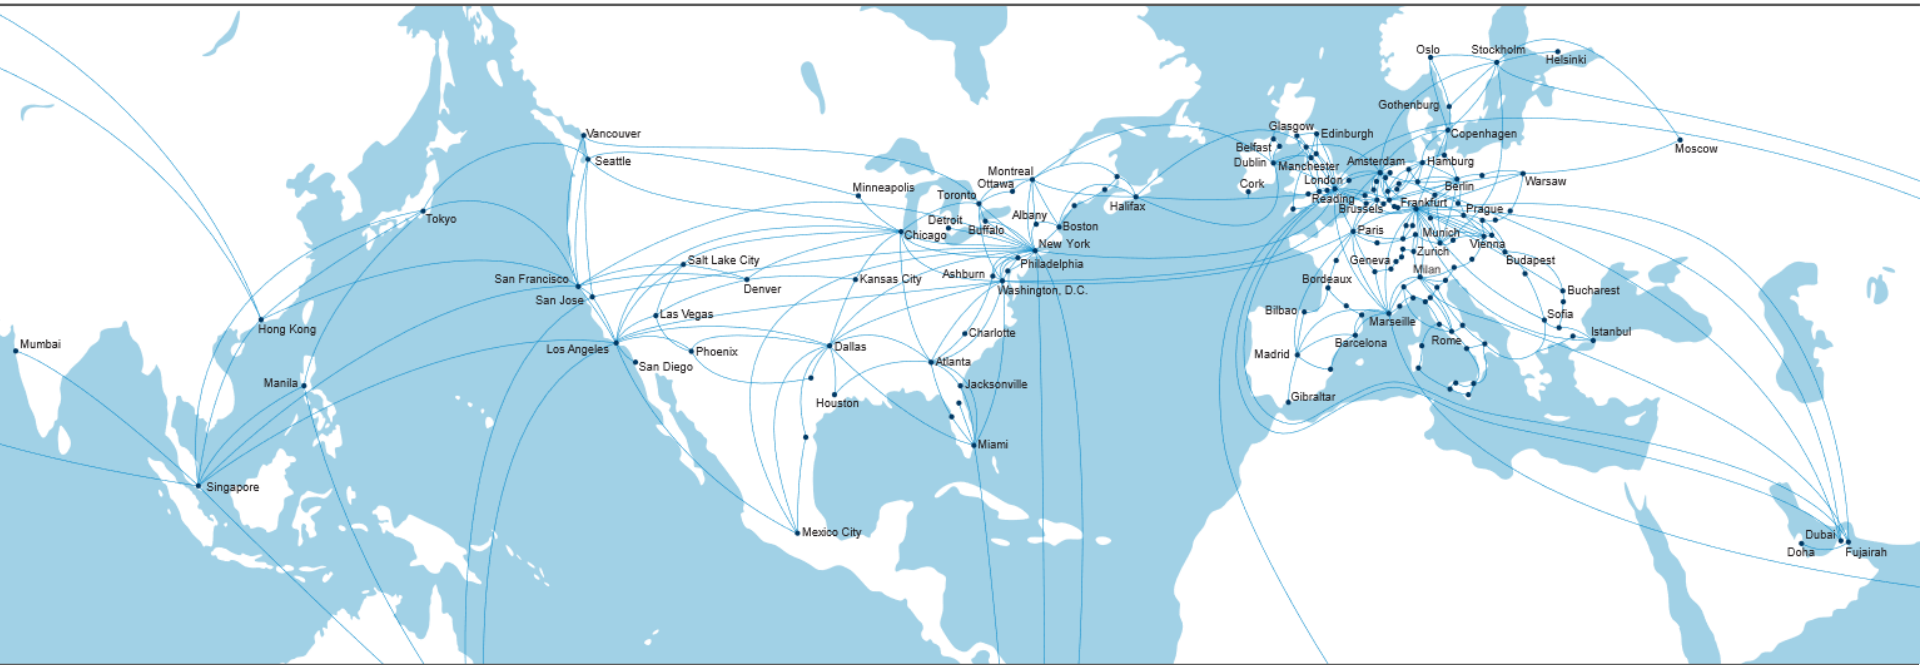 Oslo
Stockholm
Helsinki
Gothenburg
Glasgow
Edinburgh
Copenhagen
Vancouver
Belfast
Moscow
Seattle
Dublin
Manchester
Amsterdam
Hamburg
Montreal
Ottawa
Cork
London
Berlin
Warsaw
Minneapolis
Toronto
Reading
Brussels
Frankfurt
Prague
Halifax
Tokyo
Detroit
Buffalo
Albany
Boston
Chicago
Paris
Munich
Vienna
New York
Zurich
Salt Lake City
Philadelphia
Geneva
Milan
Budapest
San Francisco
Denver
Kansas City
Ashburn
Washington, D.C.
Bordeaux
Bucharest
San Jose
Las Vegas
Bilbao
Marseille
Sofia
Hong Kong
Charlotte
Istanbul
Mumbai
Los Angeles
Phoenix
Dallas
Barcelona
Rome
San Diego
Atlanta
Madrid
Manila
Jacksonville
Houston
Gibraltar
Miami
Singapore
Mexico City
Dubai
Doha
Fujairah